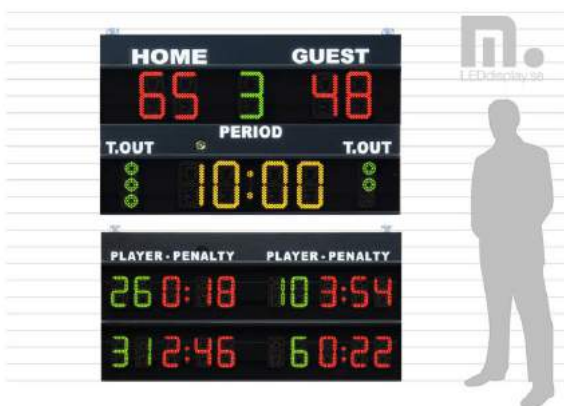 HOME GUEST
65 3 48
PERIOD
T.OUT T.OUT
10:00
PLAYER - PENALTY PLAYER - PENALTY
26 0:18 10 3:54
31 2:46 6 0:22
m.
LEDdisplay.se